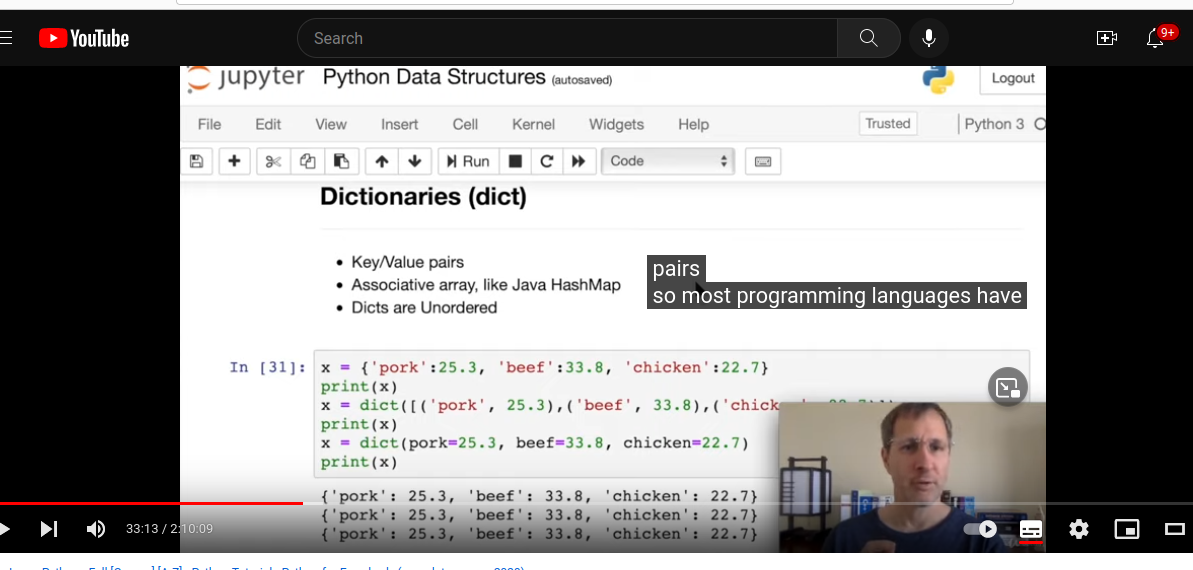 YouTube
Search
9+
jupyter Python Data Structures (autosaved)
Logout
File Edit View Insert Cell Kernel Widgets Help
Trusted
Python 3
Run
Code
Dictionaries (dict)
Key/Value pairs
Associative array, like Java HashMap
Dicts are Unordered
pairs
so most programming languages have
In [31]:
x = {'pork':25.3, 'beef':33.8, 'chicken':22.7}
print(x)
x = dict([('pork', 25.3),('beef', 33.8),('chick
print(x)
x = dict(pork=25.3, beef=33.8, chicken=22.7)
print(x)
{'pork': 25.3, 'beef': 33.8, 'chicken': 22.7}
{'pork': 25.3, 'beef': 33.8, 'chicken': 22.7}
{'pork': 25.3, 'beef': 33.8, 'chicken': 22.7}
33:13 / 2:10:09